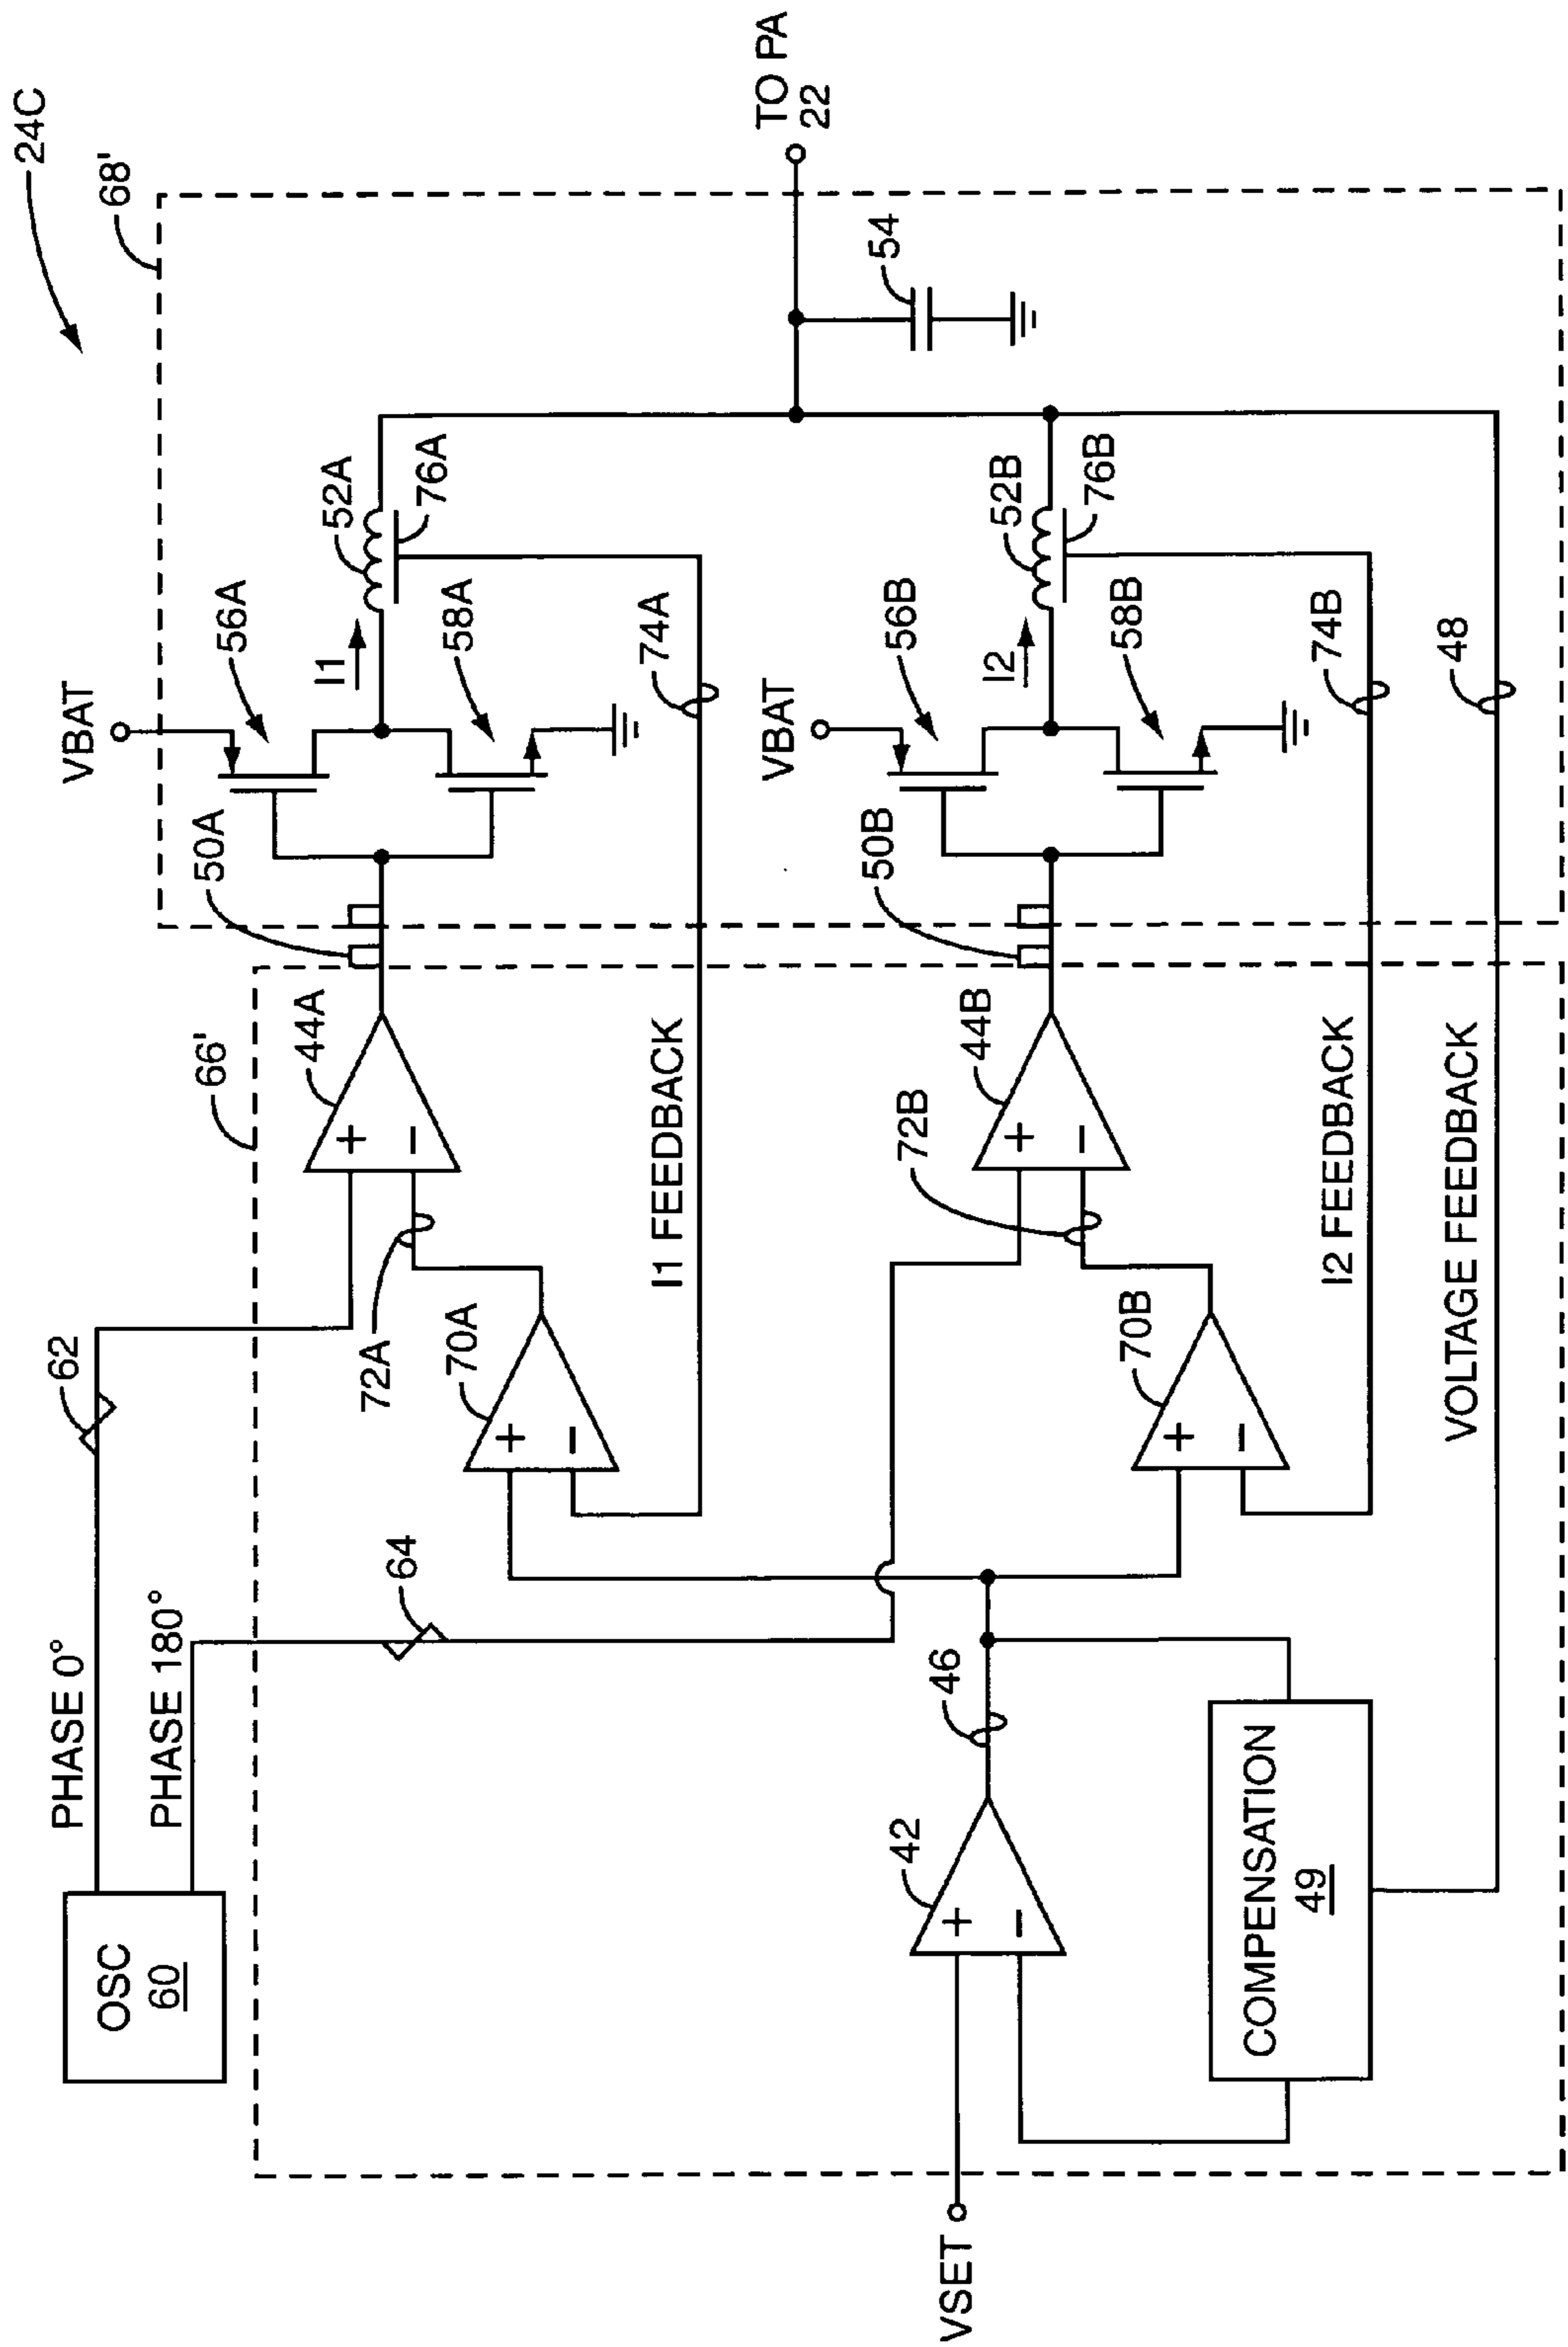 24C
68'
TO PA
22
54
VBAT
56A
52A
I1
76A
58A
50A
74A
66'
44A
+
−
62
72A
I1 FEEDBACK
70A
+
−
PHASE 0°
PHASE 180°
64
OSC
60
VBAT
56B
52B
I2
76B
58B
50B
74B
44B
+
−
72B
I2 FEEDBACK
70B
+
−
48
VOLTAGE FEEDBACK
46
42
+
−
COMPENSATION
49
VSET